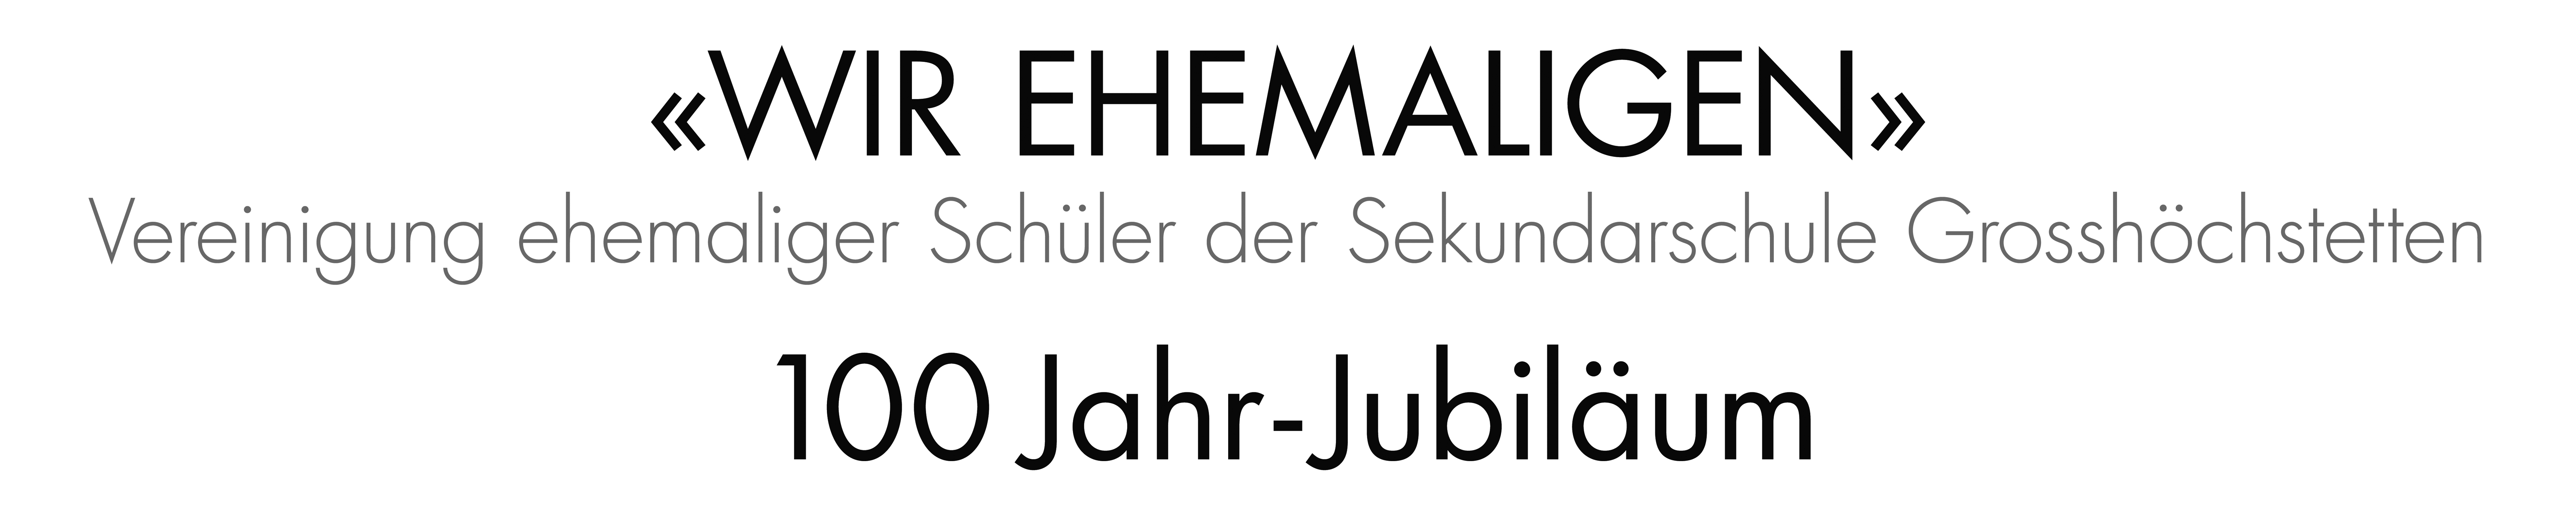 «WIR EHEMALIGEN»
Vereinigung ehemaliger Schüler der Sekundarschule Grosshöchstetten
100 Jahr-Jubiläum